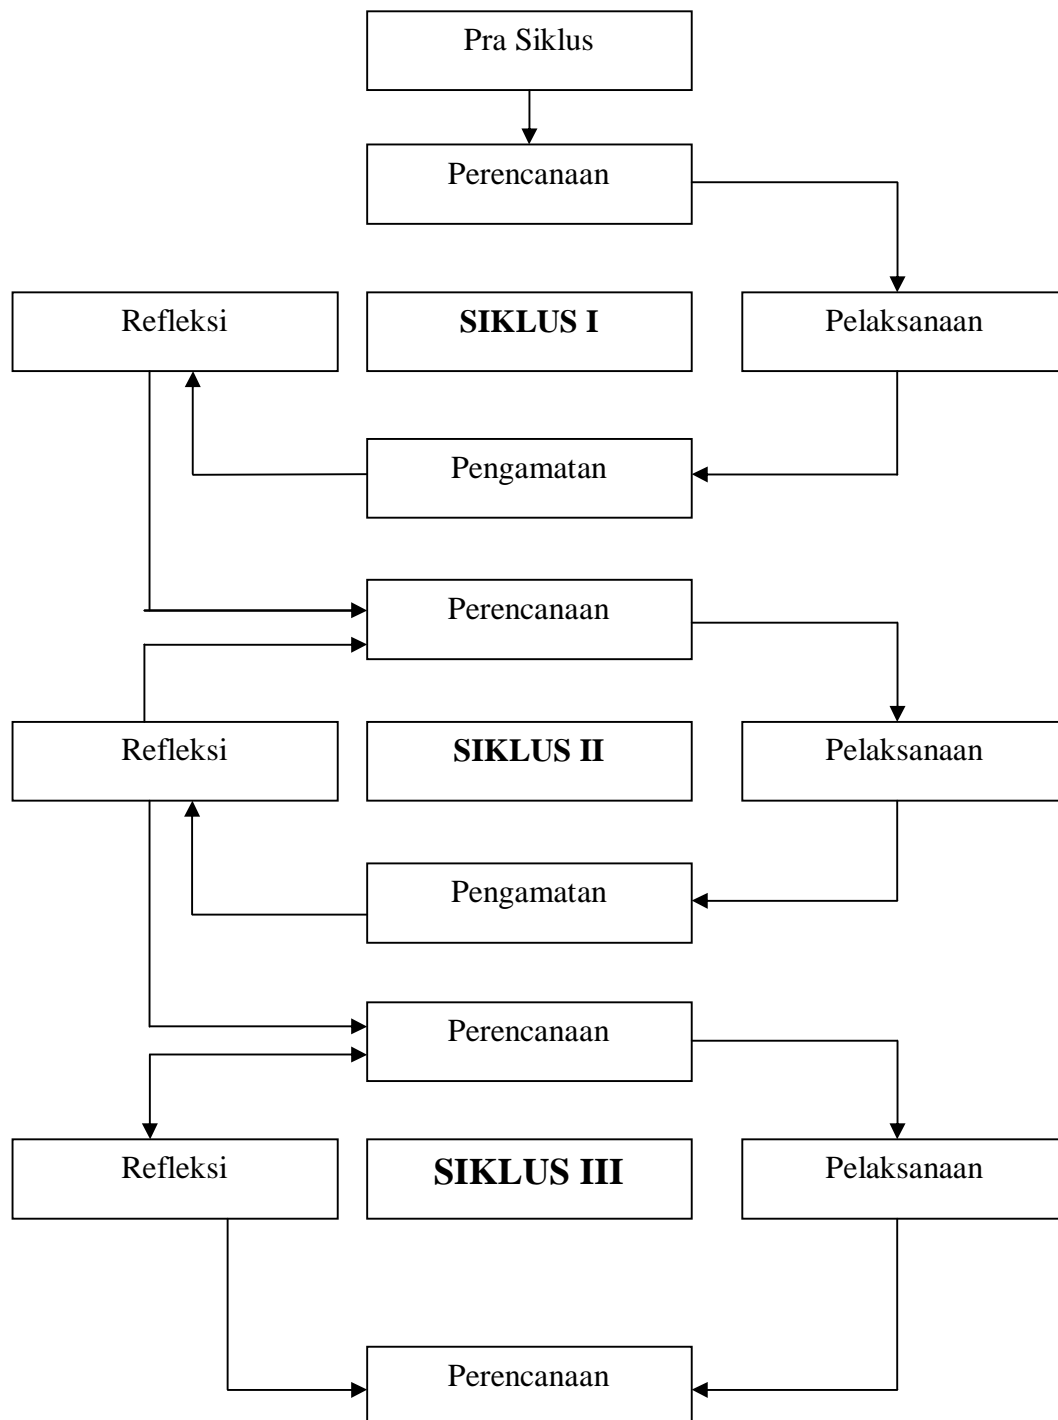 Pra Siklus
Perencanaan
Refleksi
SIKLUS I
Pelaksanaan
Pengamatan
Perencanaan
Refleksi
SIKLUS II
Pelaksanaan
Pengamatan
Perencanaan
Refleksi
SIKLUS III
Pelaksanaan
Perencanaan